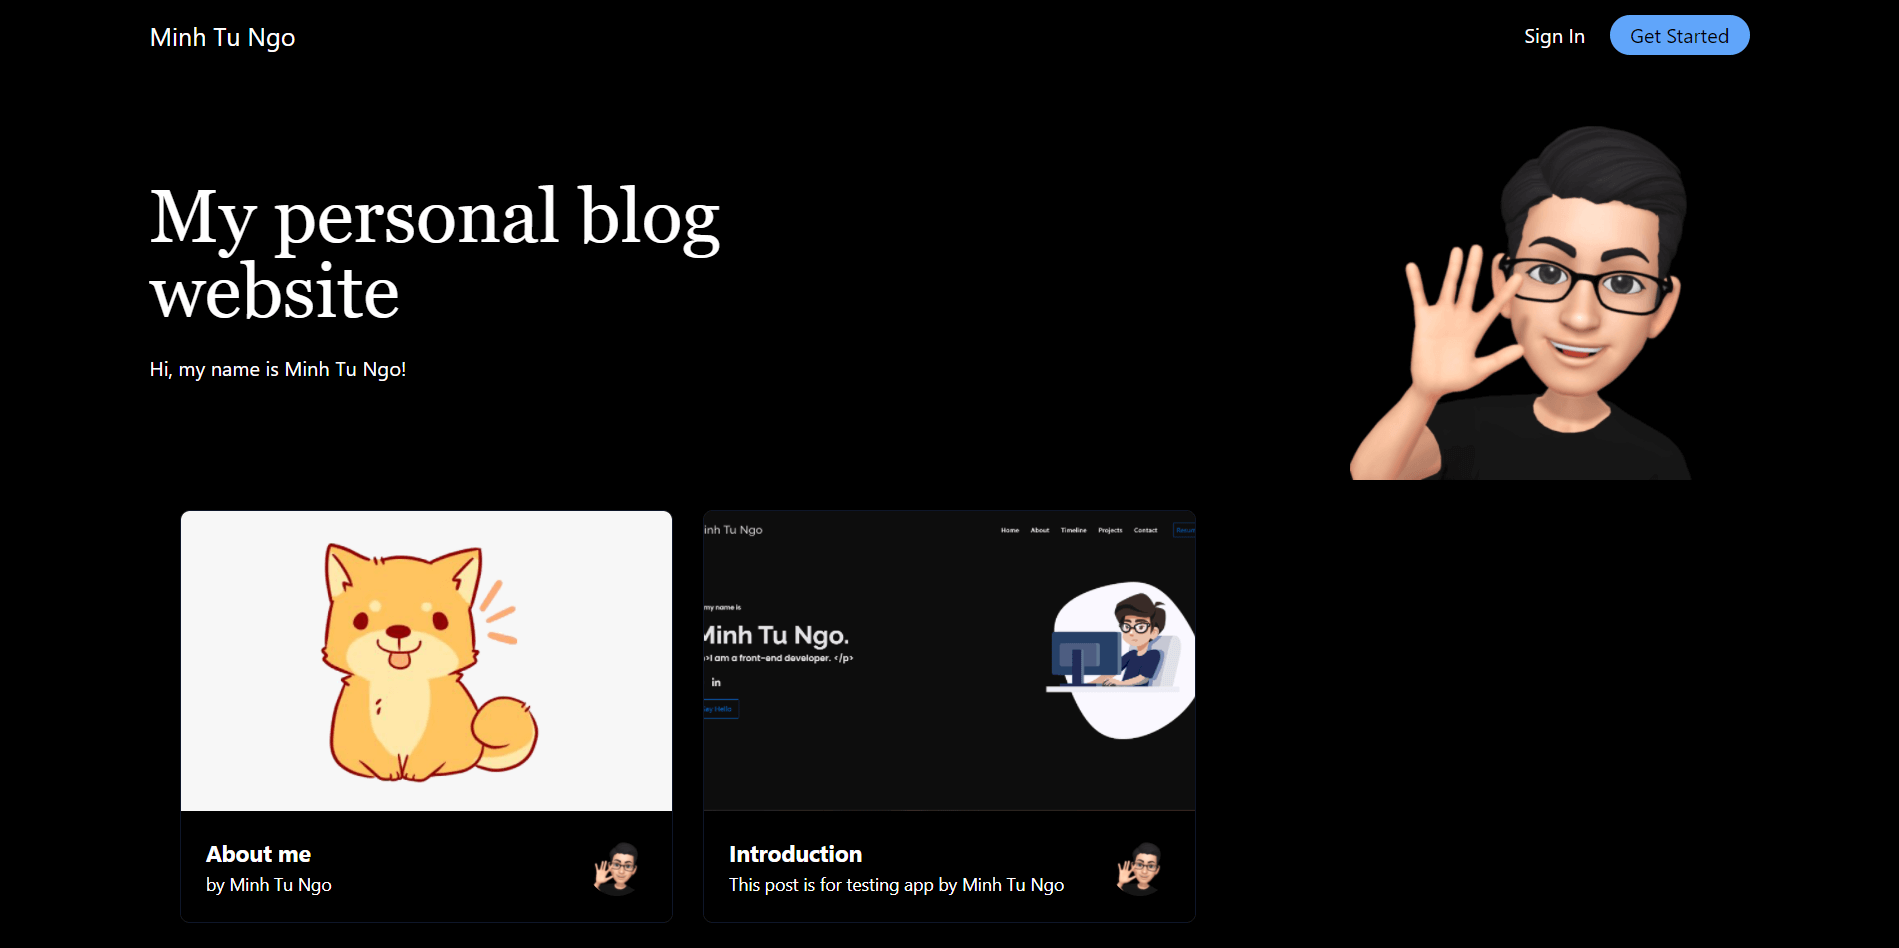 Minh Tu Ngo
Sign In
Get Started
My personal blog
website
Hi, my name is Minh Tu Ngo!
inh Tu Ngo
Home About Timeline Projects Contact
my name is
Minh Tu Ngo.
>I am a front-end developer. </p>
in
Say Hello
About me
by Minh Tu Ngo
Introduction
This post is for testing app by Minh Tu Ngo